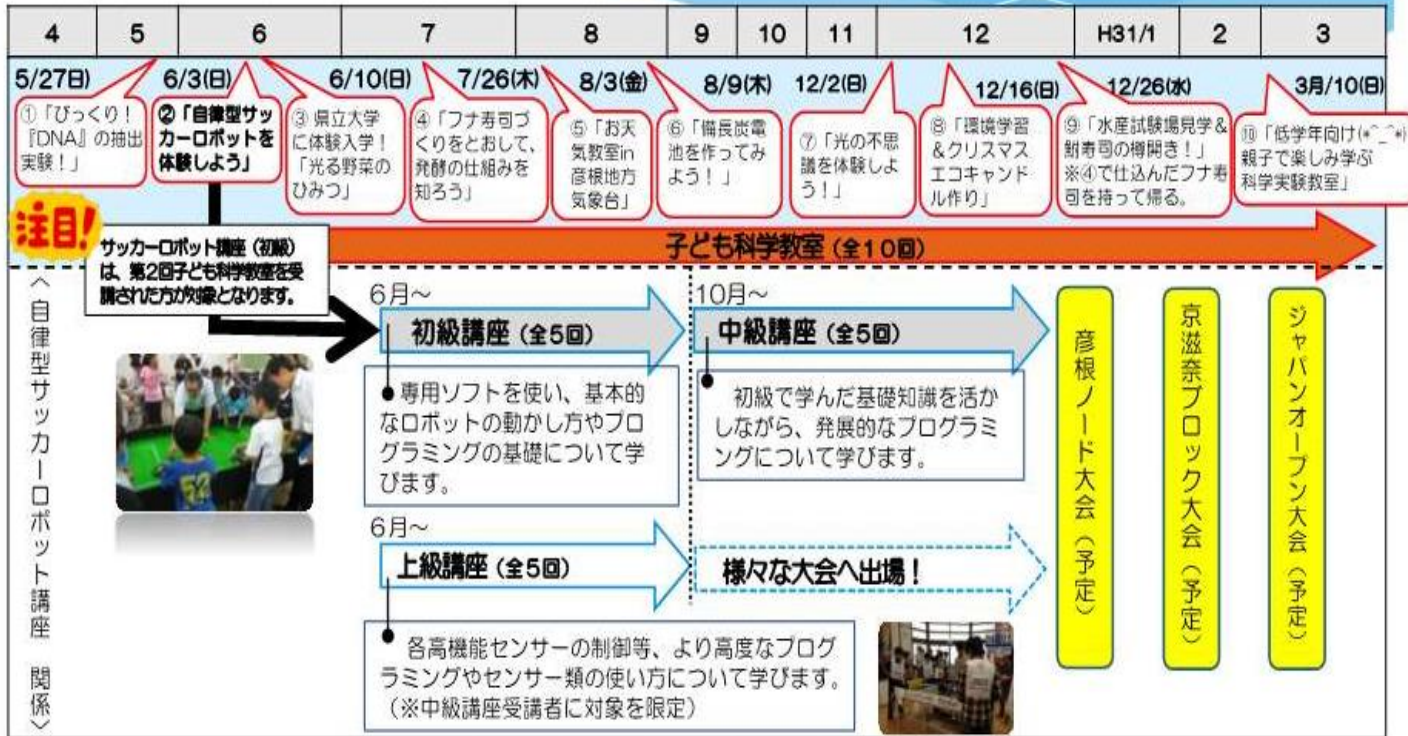 4 5 6 7 8 9 10 11 12 H31/1 2 3
5/27日) 6/3(日) 6/10(日) 7/26(木) 8/3(金) 8/9(木) 12/2(日) 12/16(日) 12/26(水) 3月/10(日)
①「びっくり！
『DNA』の抽出
実験！」
②「自律型サッ
カーロボットを
体験しよう」
③ 県立大学
に体験入学！
「光る野菜の
ひみつ」
④「フナ寿司づ
くりをとおして、
発酵の仕組みを
知ろう」
⑤「お天
気教室in
彦根地方
気象台」
⑥「備長炭電
池を作ってみ
よう！」
⑦「光の不思
議を体験しよ
う！」
⑧「環境学習
＆クリスマス
エコキャンド
ル作り」
⑨「水産試験場見学＆
鮒寿司の樽開き！」
※④で仕込んだフナ寿
司を持って帰る。
⑩「低学年向け(*^_^*)
親子で楽しみ学ぶ
科学実験教室」
注目!
サッカーロボット講座（初級）
は、第2回子ども科学教室を受
講された方が対象となります。
子ども科学教室（全10回）
＜自律型サッカーロボット講座　関係＞
6月～
初級講座（全5回）
専用ソフトを使い、基本的
なロボットの動かし方やプロ
グラミングの基礎について学
びます。
10月～
中級講座（全5回）
初級で学んだ基礎知識を活か
しながら、発展的なプログラミ
ングについて学びます。
6月～
上級講座（全5回）
様々な大会へ出場！
各高機能センサーの制御等、より高度なプログ
ラミングやセンサー類の使い方について学びます。
（※中級講座受講者に対象を限定）
彦根ノード大会（予定）
京滋奈ブロック大会（予定）
ジャパンオープン大会（予定）
52